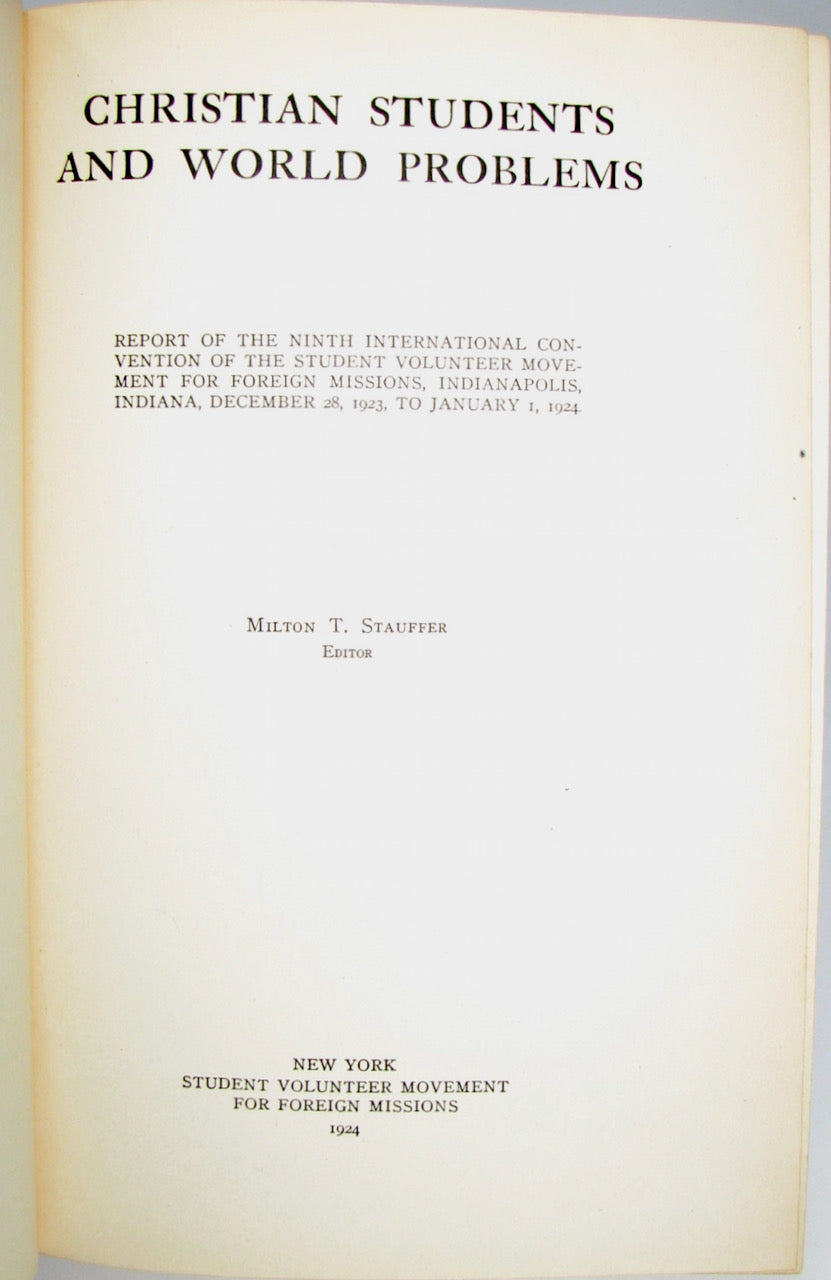 CHRISTIAN STUDENTS
AND WORLD PROBLEMS
REPORT OF THE NINTH INTERNATIONAL CON-
VENTION OF THE STUDENT VOLUNTEER MOVE-
MENT FOR FOREIGN MISSIONS, INDIANAPOLIS,
INDIANA, DECEMBER 28, 1923, TO JANUARY 1, 1924
MILTON T. STAUFFER
EDITOR
NEW YORK
STUDENT VOLUNTEER MOVEMENT
FOR FOREIGN MISSIONS
1924